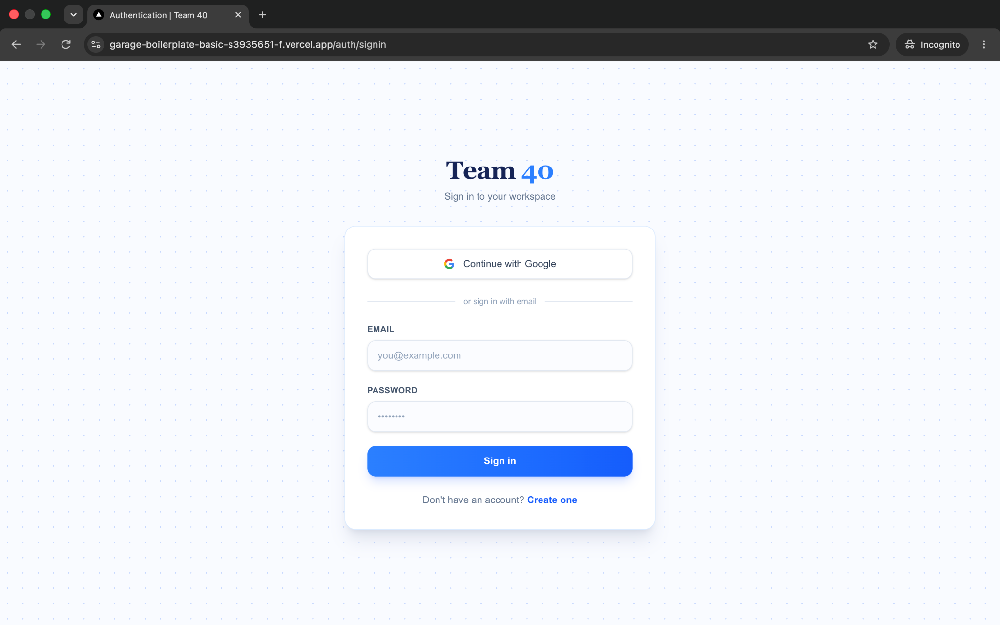 Authentication | Team 40
garage-boilerplate-basic-s3935651-f.vercel.app/auth/signin
Incognito
Team 40
Sign in to your workspace
Continue with Google
or sign in with email
EMAIL
you@example.com
PASSWORD
••••••••
Sign in
Don't have an account? Create one